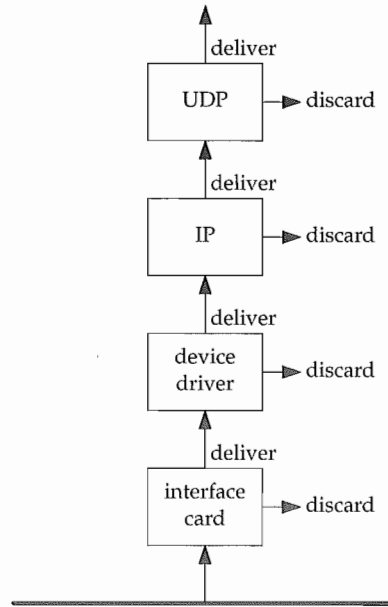 deliver
UDP
discard
deliver
IP
discard
deliver
device
driver
discard
deliver
interface
card
discard